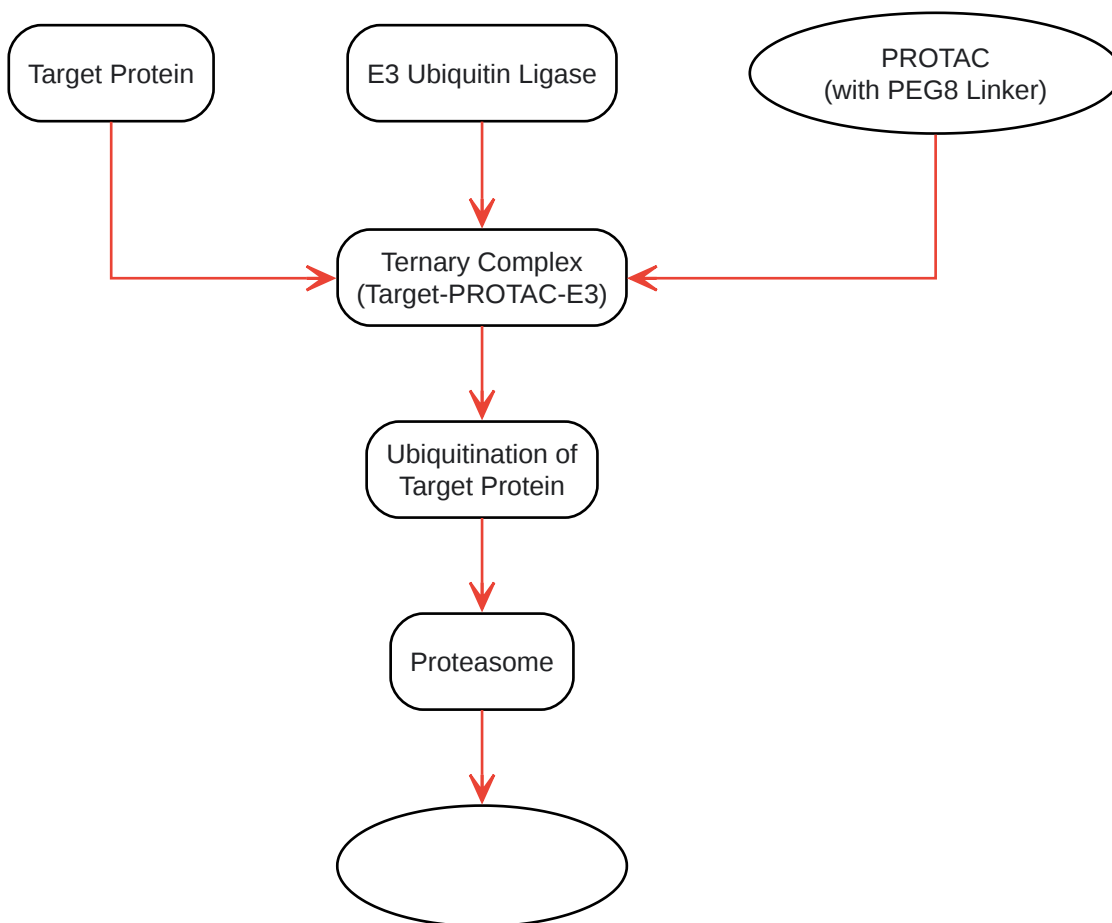 Target Protein
E3 Ubiquitin Ligase
PROTAC
(with PEG8 Linker)
Ternary Complex
(Target-PROTAC-E3)
Ubiquitination of
Target Protein
Proteasome